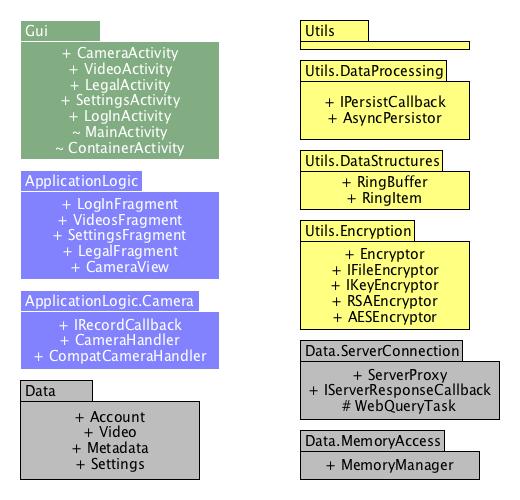 Gui
+ CameraActivity
+ VideoActivity
+ LegalActivity
+ SettingsActivity
+ LogInActivity
~ MainActivity
~ ContainerActivity
ApplicationLogic
+ LogInFragment
+ VideosFragment
+ SettingsFragment
+ LegalFragment
+ CameraView
ApplicationLogic.Camera
+ IRecordCallback
+ CameraHandler
+ CompatCameraHandler
Data
+ Account
+ Video
+ Metadata
+ Settings
Utils
Utils.DataProcessing
+ IPersistCallback
+ AsyncPersistor
Utils.DataStructures
+ RingBuffer
+ RingItem
Utils.Encryption
+ Encryptor
+ IFileEncryptor
+ IKeyEncryptor
+ RSAEncryptor
+ AESEncryptor
Data.ServerConnection
+ ServerProxy
+ IServerResponseCallback
# WebQueryTask
Data.MemoryAccess
+ MemoryManager